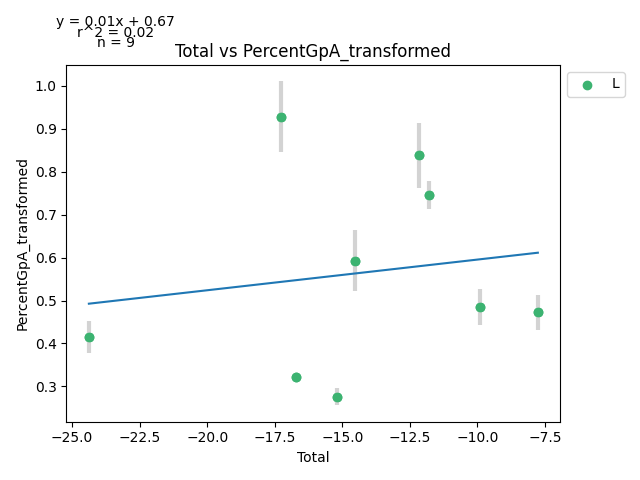 y = 0.01x + 0.67
r^2 = 0.02
n = 9
Total vs PercentGpA_transformed
L
PercentGpA_transformed
1.0
0.9
0.8
0.7
0.6
0.5
0.4
0.3
−25.0 −22.5 −20.0 −17.5 −15.0 −12.5 −10.0 −7.5
Total